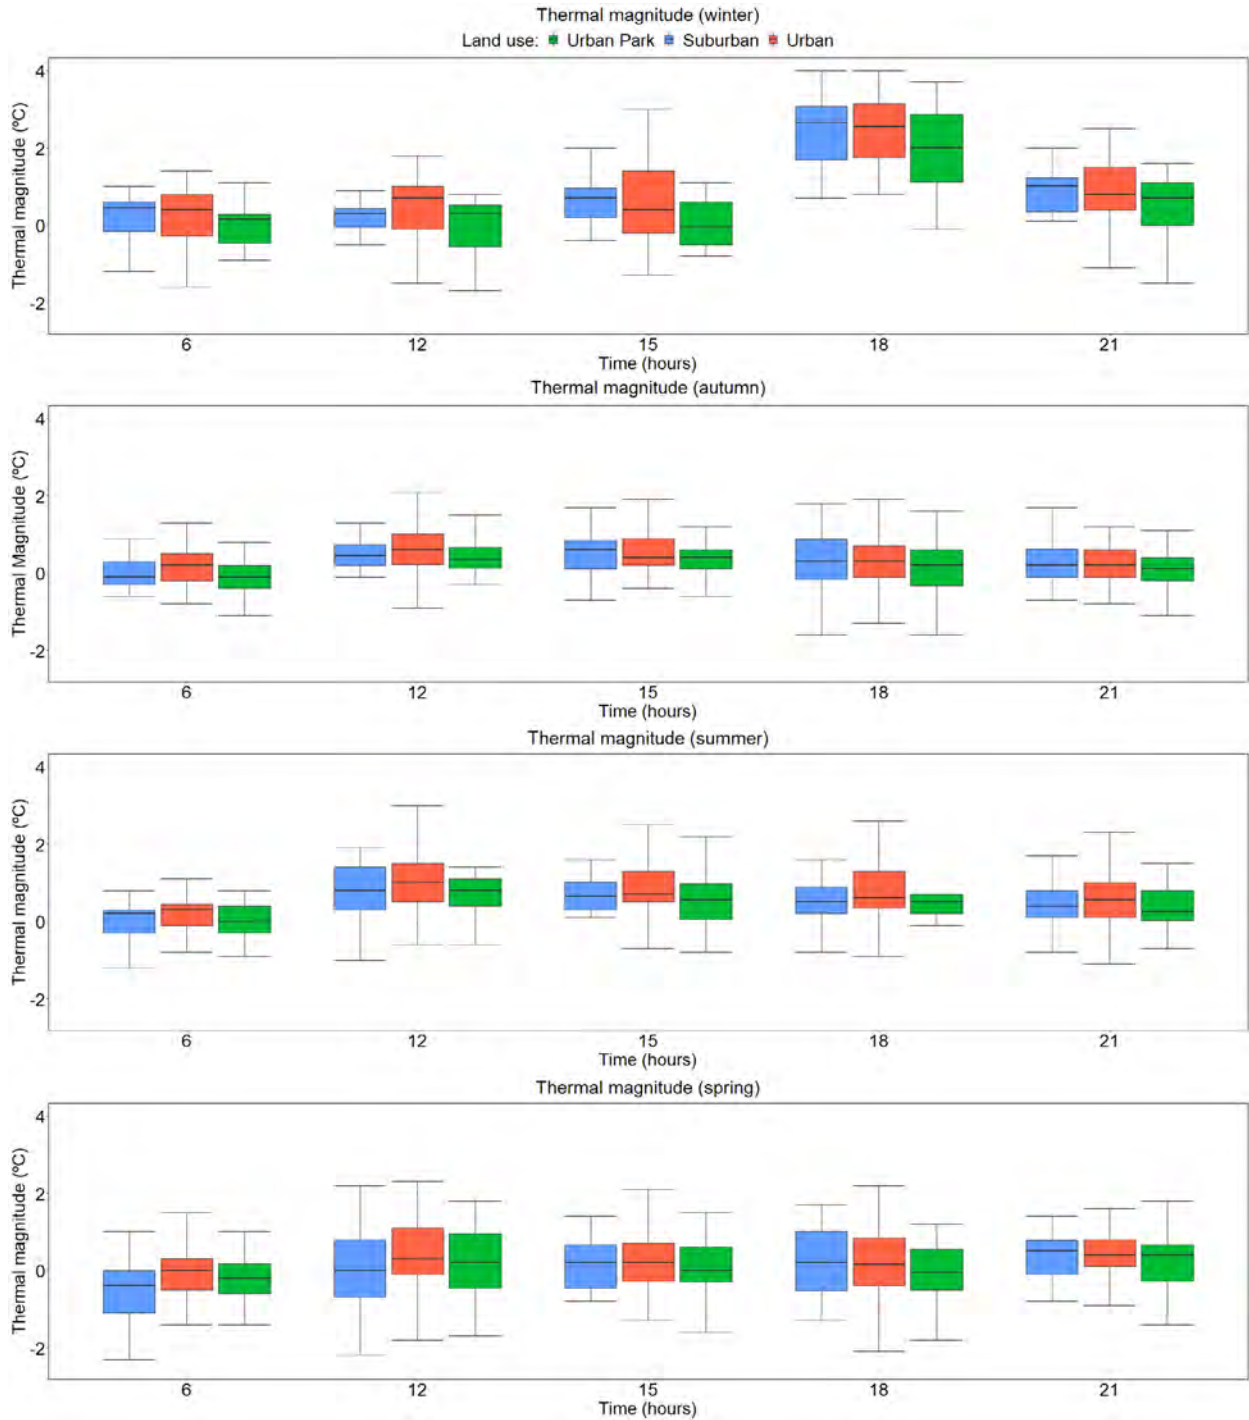 Thermal magnitude (winter)
Land use: Urban Park Suburban Urban
Thermal magnitude (ºC)
4
2
0
-2
6 12 15 18 21
Time (hours)
Thermal magnitude (autumn)
Thermal Magnitude (ºC)
4
2
0
-2
6 12 15 18 21
Time (hours)
Thermal magnitude (summer)
Thermal magnitude (ºC)
4
2
0
-2
6 12 15 18 21
Time (hours)
Thermal magnitude (spring)
Thermal magnitude (ºC)
4
2
0
-2
6 12 15 18 21
Time (hours)